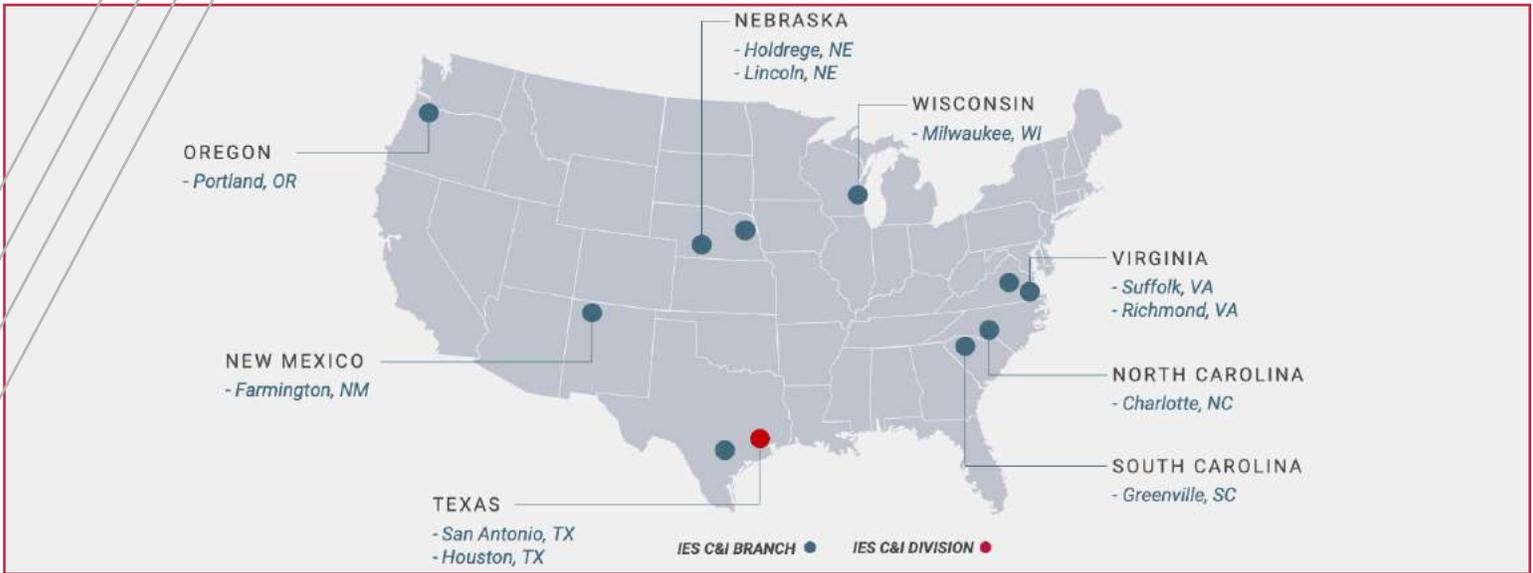 NEBRASKA
- Holdrege, NE
- Lincoln, NE
WISCONSIN
- Milwaukee, WI
OREGON
- Portland, OR
VIRGINIA
- Suffolk, VA
- Richmond, VA
NEW MEXICO
- Farmington, NM
NORTH CAROLINA
- Charlotte, NC
SOUTH CAROLINA
- Greenville, SC
TEXAS
- San Antonio, TX
- Houston, TX
IES C&I BRANCH
IES C&I DIVISION